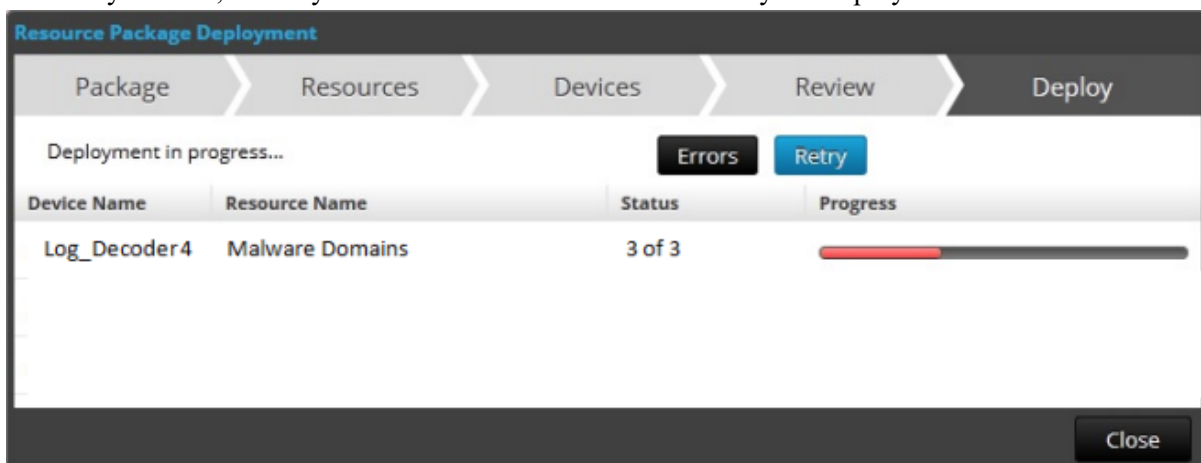 Resource Package Deployment
Package Resources Devices Review Deploy
Deployment in progress... Errors Retry
Device Name Resource Name Status Progress
Log_Decoder4 Malware Domains 3 of 3
Close